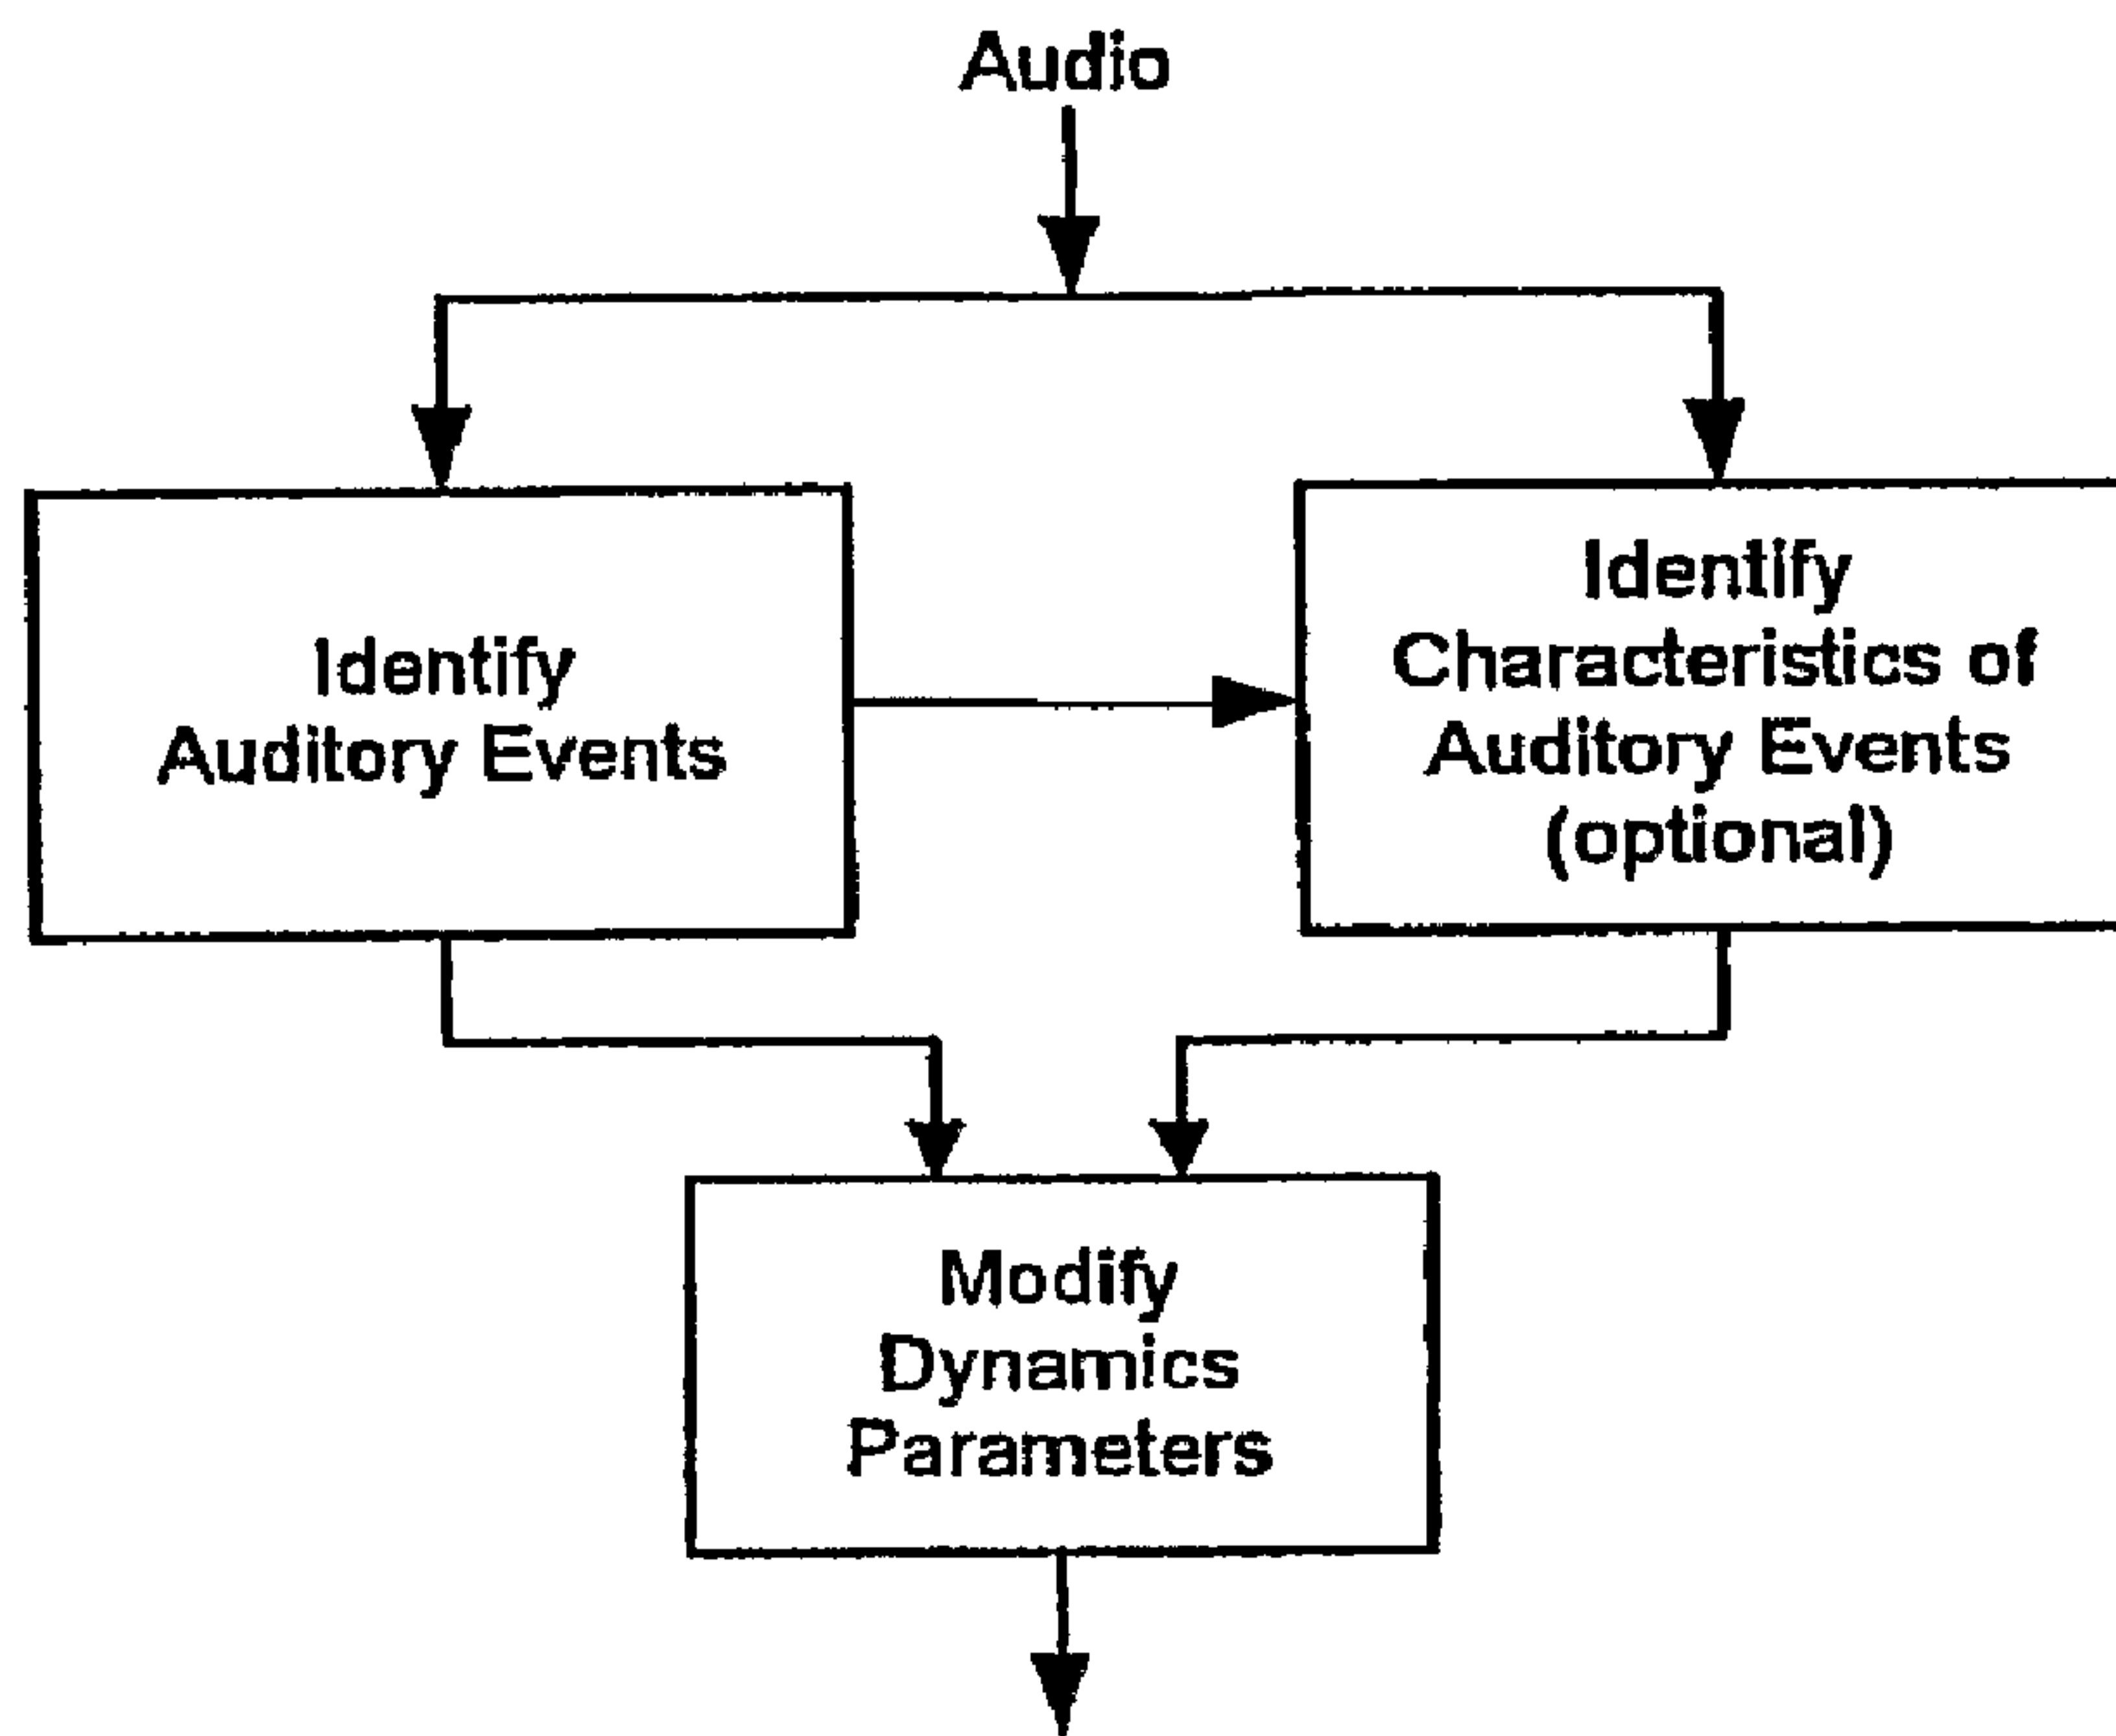 Audio
Identify
Auditory Events
Identify
Characteristics of
Auditory Events
(optional)
Modify
Dynamics
Parameters